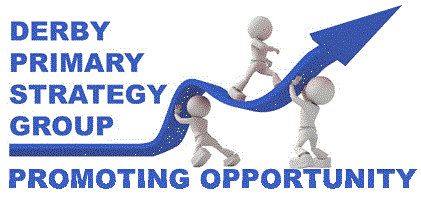 DERBY
PRIMARY
STRATEGY
GROUP
PROMOTING OPPORTUNITY